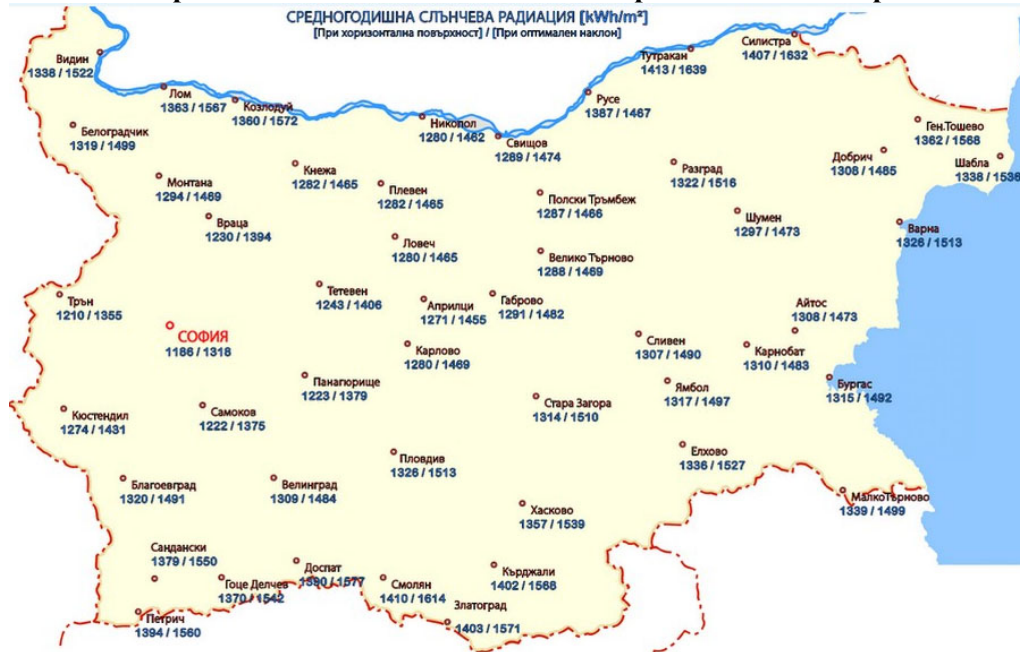 СРЕДНОГОДИШНА СЛЪНЧЕВА РАДИАЦИЯ [kWh/m²]
[При хоризонтална повърхност] / [При оптимален наклон]
Видин
1338 / 1522
Лом
1363 / 1567
Козлодуй
1360 / 1572
Никопол
1280 / 1462
Свищов
1289 / 1474
Русе
1387 / 1467
Тутракан
1413 / 1639
Силистра
1407 / 1632
Ген.Тошево
1362 / 1568
Добрич
1308 / 1485
Шабла
1338 / 1536
Белоградчик
1319 / 1499
Монтана
1294 / 1469
Враца
1230 / 1394
Кнежа
1282 / 1465
Плевен
1282 / 1465
Полски Тръмбеж
1287 / 1466
Разград
1322 / 1516
Шумен
1297 / 1473
Варна
1326 / 1513
Ловеч
1280 / 1465
Велико Търново
1288 / 1469
Трън
1210 / 1355
СОФИЯ
1186 / 1318
Тетевен
1243 / 1406
Априлци
1271 / 1455
Габрово
1291 / 1482
Айтос
1308 / 1473
Карлово
1280 / 1469
Сливен
1307 / 1490
Карнобат
1310 / 1483
Бургас
1315 / 1492
Панагюрище
1223 / 1379
Ямбол
1317 / 1497
Кюстендил
1274 / 1431
Самоков
1222 / 1375
Стара Загора
1314 / 1510
Пловдив
1326 / 1513
Елхово
1336 / 1527
Благоевград
1320 / 1491
Велинград
1309 / 1484
Хасково
1357 / 1539
МалкоТърново
1339 / 1499
Сандански
1379 / 1550
Гоце Делчев
1370 / 1542
Доспат
1390 / 1577
Смолян
1410 / 1614
Кърджали
1402 / 1568
Златоград
1403 / 1571
Петрич
1394 / 1560